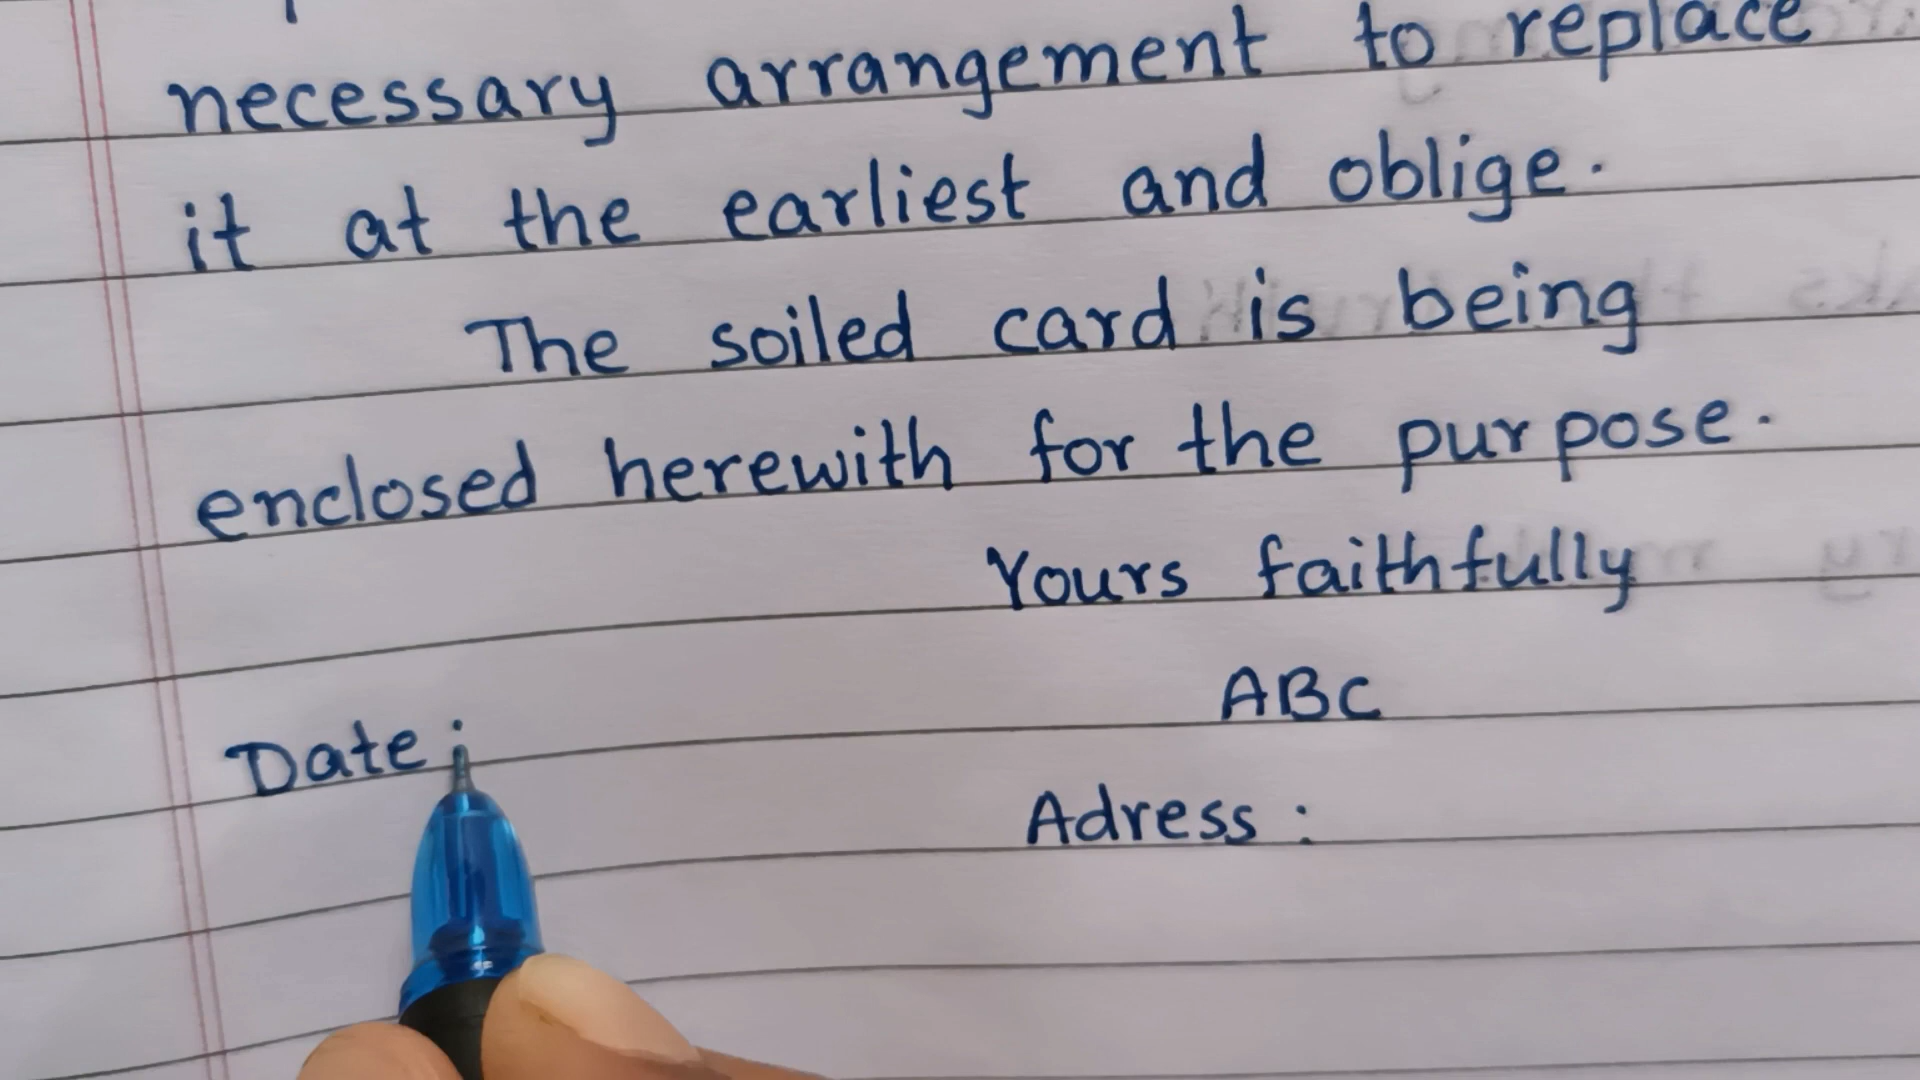 necessary arrangement to replace
it at the earliest and oblige.
The soiled card is being
enclosed herewith for the purpose.
Yours faithfully
ABC
Date:
Adress :